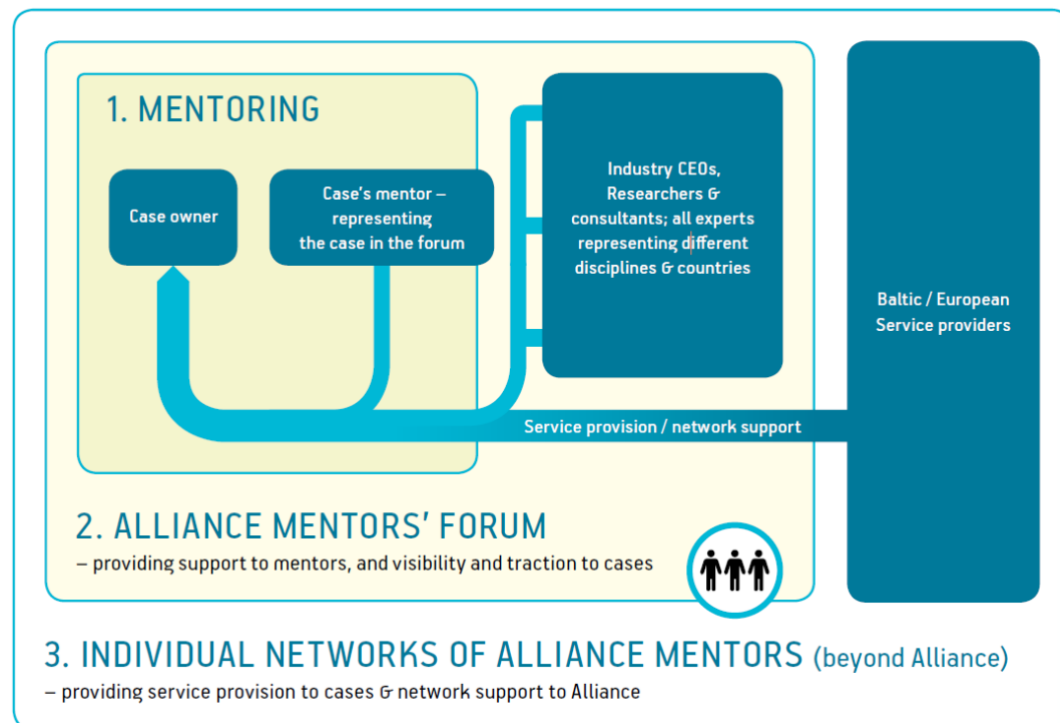 1. MENTORING
Case owner
Case's mentor –
representing
the case in the forum
Industry CEOs,
Researchers &
consultants; all experts
representing different
disciplines & countries
Baltic / European
Service providers
Service provision / network support
2. ALLIANCE MENTORS' FORUM
– providing support to mentors, and visibility and traction to cases
3. INDIVIDUAL NETWORKS OF ALLIANCE MENTORS (beyond Alliance)
– providing service provision to cases & network support to Alliance